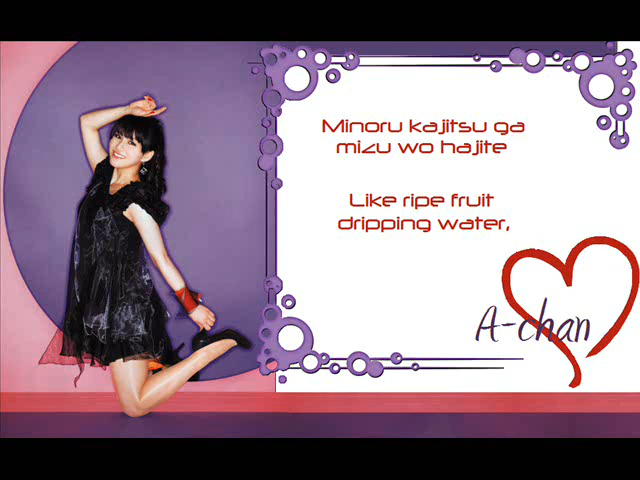 Minoru kajitsu ga
mizu wo hajite
Like ripe fruit
dripping water,
A-chan